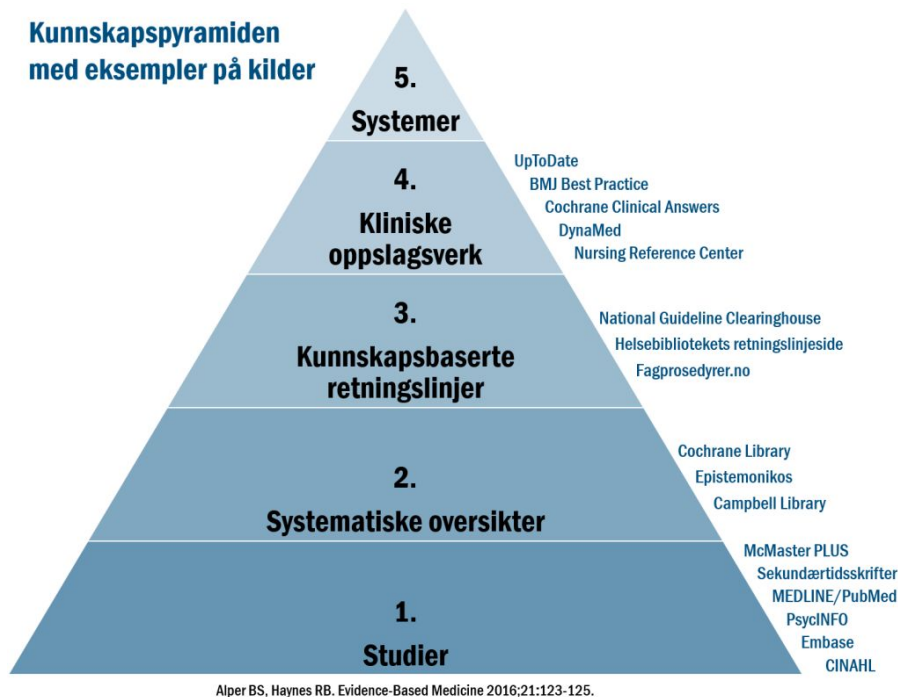 Kunnskapspyramiden
med eksempler på kilder
5.
Systemer
4.
Kliniske
oppslagsverk
UpToDate
BMJ Best Practice
Cochrane Clinical Answers
DynaMed
Nursing Reference Center
3.
Kunnskapsbaserte
retningslinjer
National Guideline Clearinghouse
Helsebibliotekets retningslinjeside
Fagprosedyrer.no
2.
Systematiske oversikter
Cochrane Library
Epistemonikos
Campbell Library
1.
Studier
McMaster PLUS
Sekundærtidsskrifter
MEDLINE/PubMed
PsycINFO
Embase
CINAHL
Alper BS, Haynes RB. Evidence-Based Medicine 2016;21:123-125.